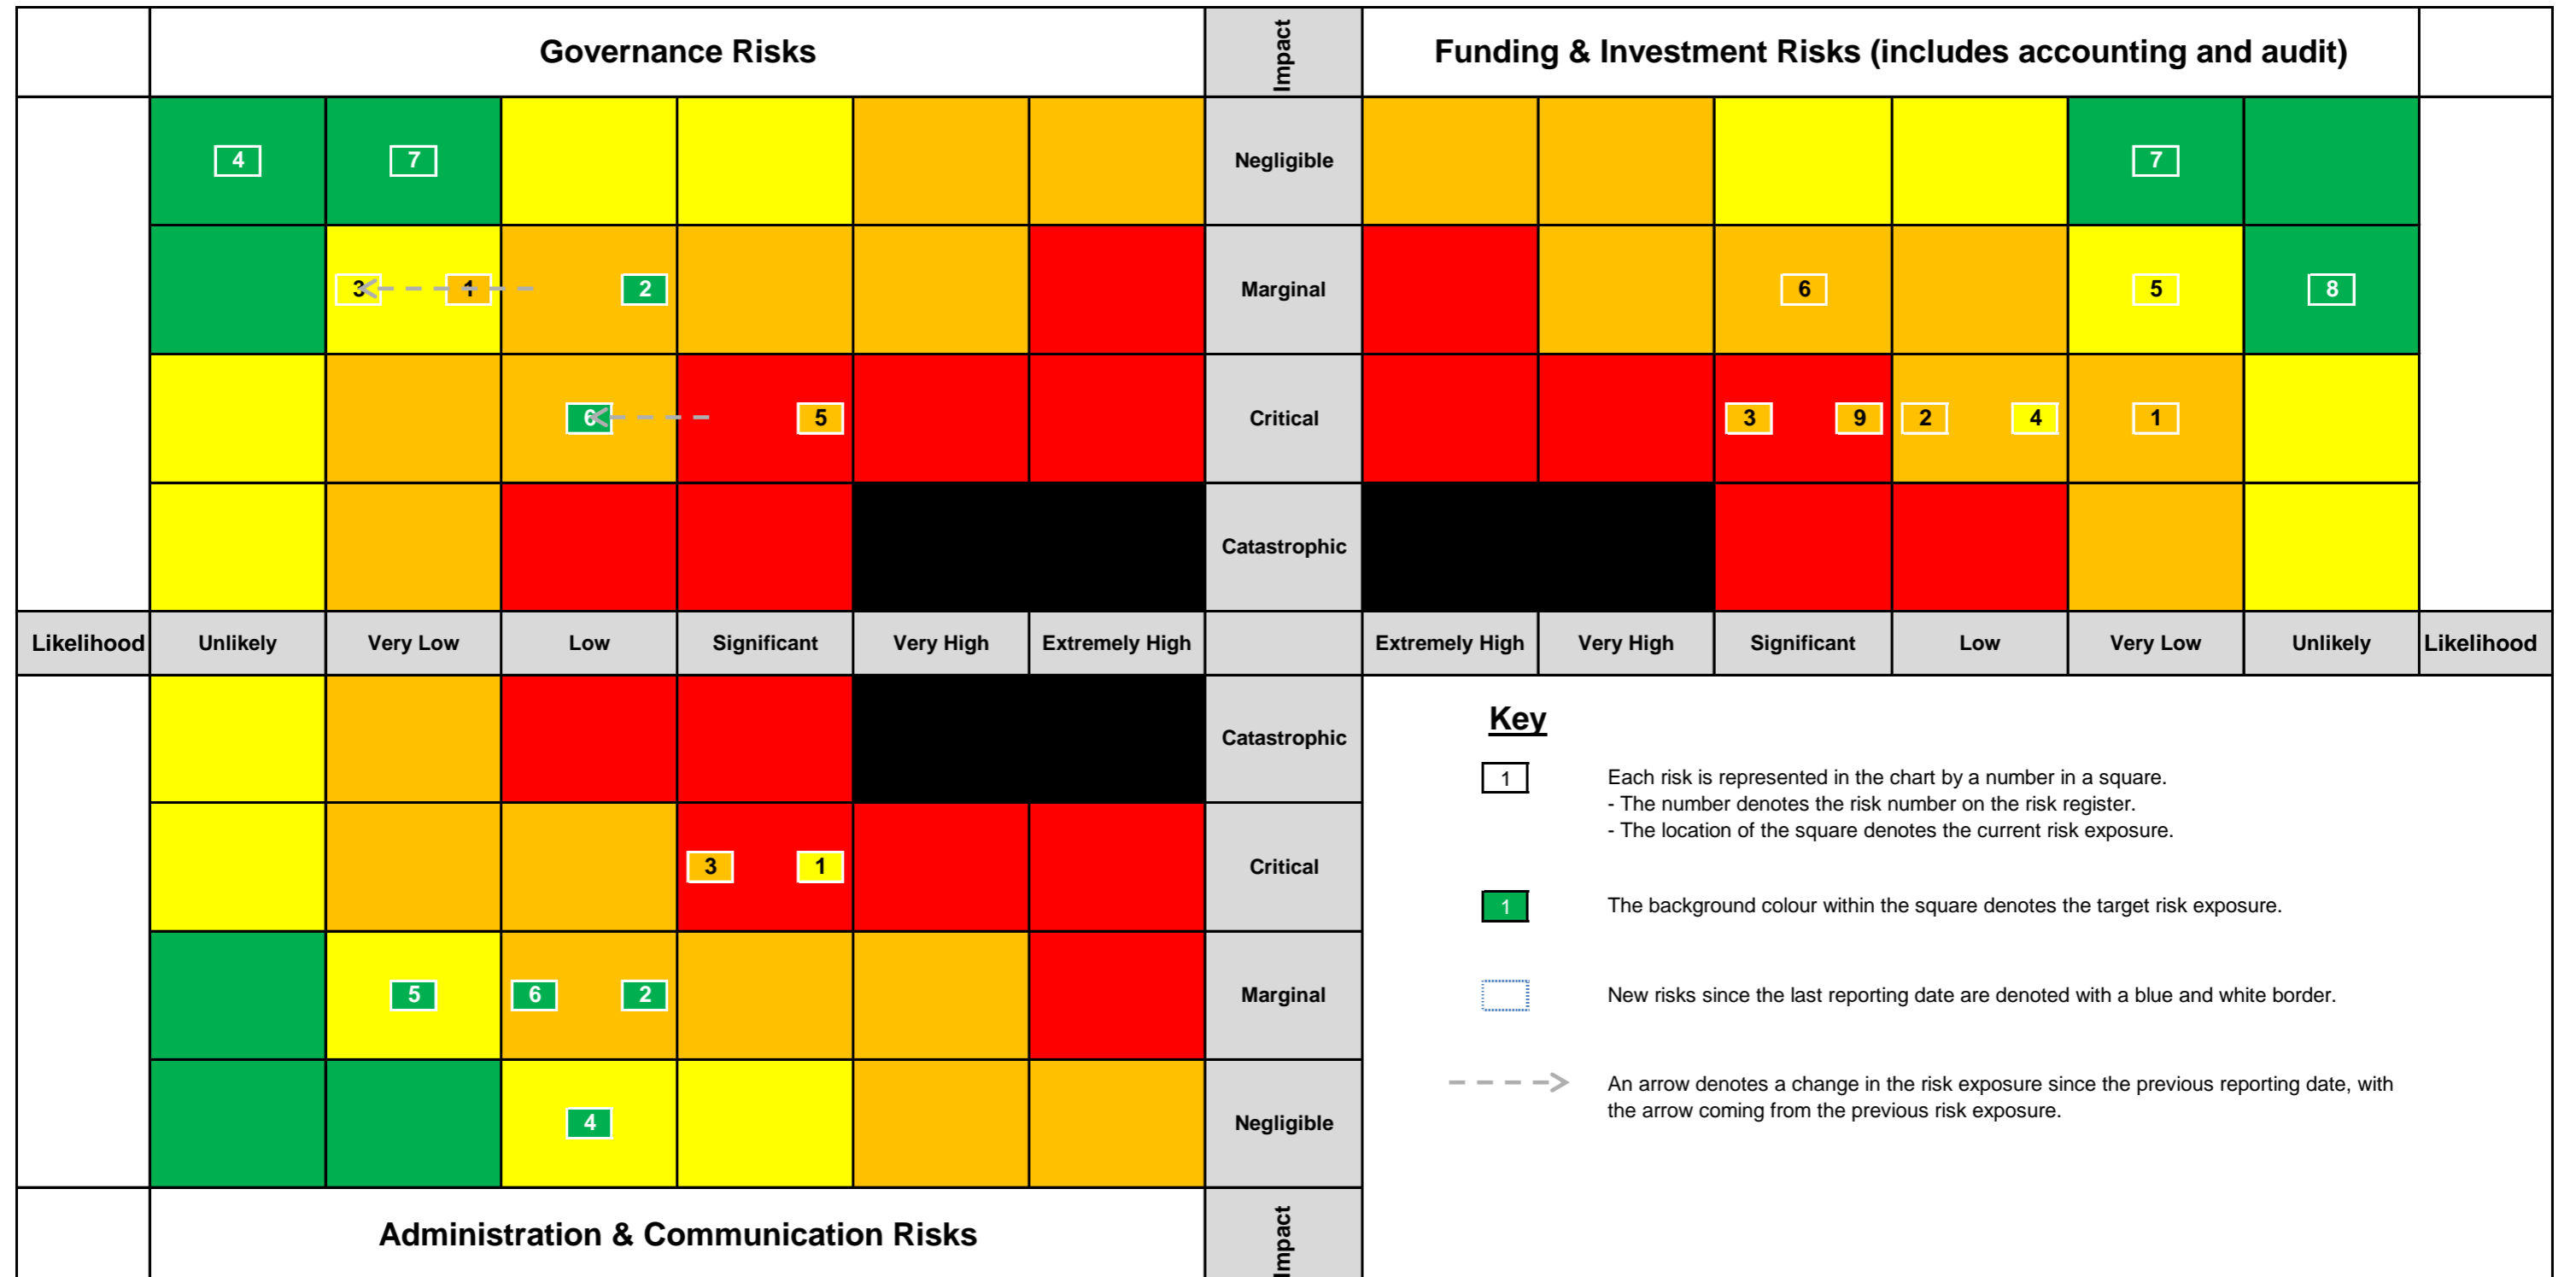 Governance Risks
Impact
Funding & Investment Risks (includes accounting and audit)
4
7
Negligible
7
3
1
2
Marginal
6
5
8
6
5
Critical
3
9
2
4
1
Catastrophic
Likelihood
Unlikely
Very Low
Low
Significant
Very High
Extremely High
Extremely High
Very High
Significant
Low
Very Low
Unlikely
Likelihood
Catastrophic
3
1
Critical
5
6
2
Marginal
4
Negligible
Administration & Communication Risks
Impact
Key
1
Each risk is represented in the chart by a number in a square.
- The number denotes the risk number on the risk register.
- The location of the square denotes the current risk exposure.
1
The background colour within the square denotes the target risk exposure.
New risks since the last reporting date are denoted with a blue and white border.
An arrow denotes a change in the risk exposure since the previous reporting date, with
the arrow coming from the previous risk exposure.